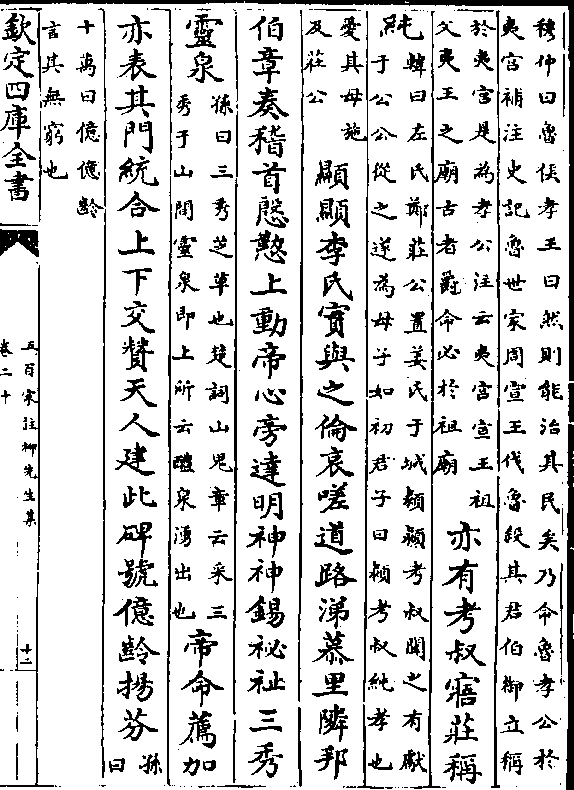 穆仲曰魯侯孝王曰然則能治其民矣乃命魯孝公於
夷宫補注史記魯世家周宣王伐魯殺其君伯御立稱
於夷宫是為孝公注云夷宫宣王祖
父夷王之廟古者爵命必於祖廟
亦有考叔寤莊稱
純韓曰左氏鄭莊公置姜氏于城潁潁考叔聞之有獻
于公公從之遂為母子如初君子曰潁考叔純孝也
愛其母施
及莊公
顯顯李氏實與之倫哀嗟道路涕慕里隣邦
伯章奏稽首慇懃上動帝心旁達明神神錫祕祉三秀
靈泉
孫曰三秀芝草也楚詞山鬼章云采三
秀于山間靈泉即上所云醴泉湧出也
帝命薦加
亦表其門統合上下交贊天人建此碑號億齡揚芬
孫曰
十萬曰億億齡
言其無窮也
欽定四庫全書
五百家註柳先生集
卷二十
十二